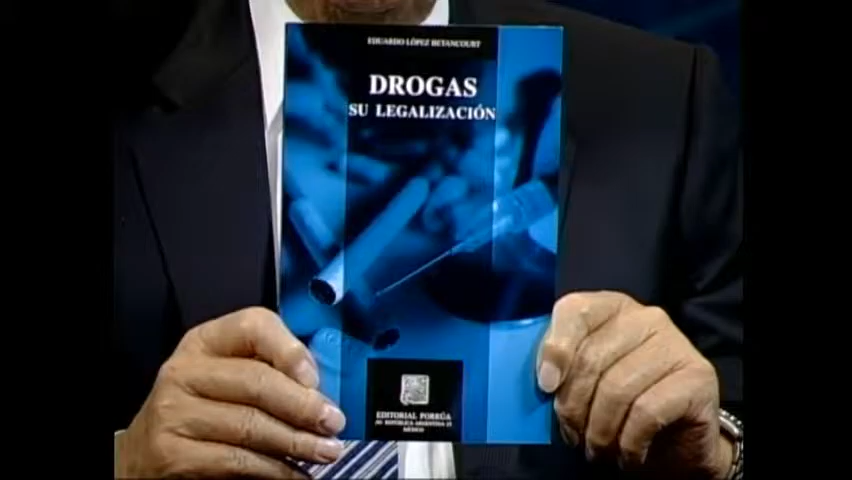 EDUARDO LÓPEZ BETANCOURT
DROGAS
SU LEGALIZACIÓN
EDITORIAL PORRÚA
AV. REPÚBLICA ARGENTINA 15
MÉXICO